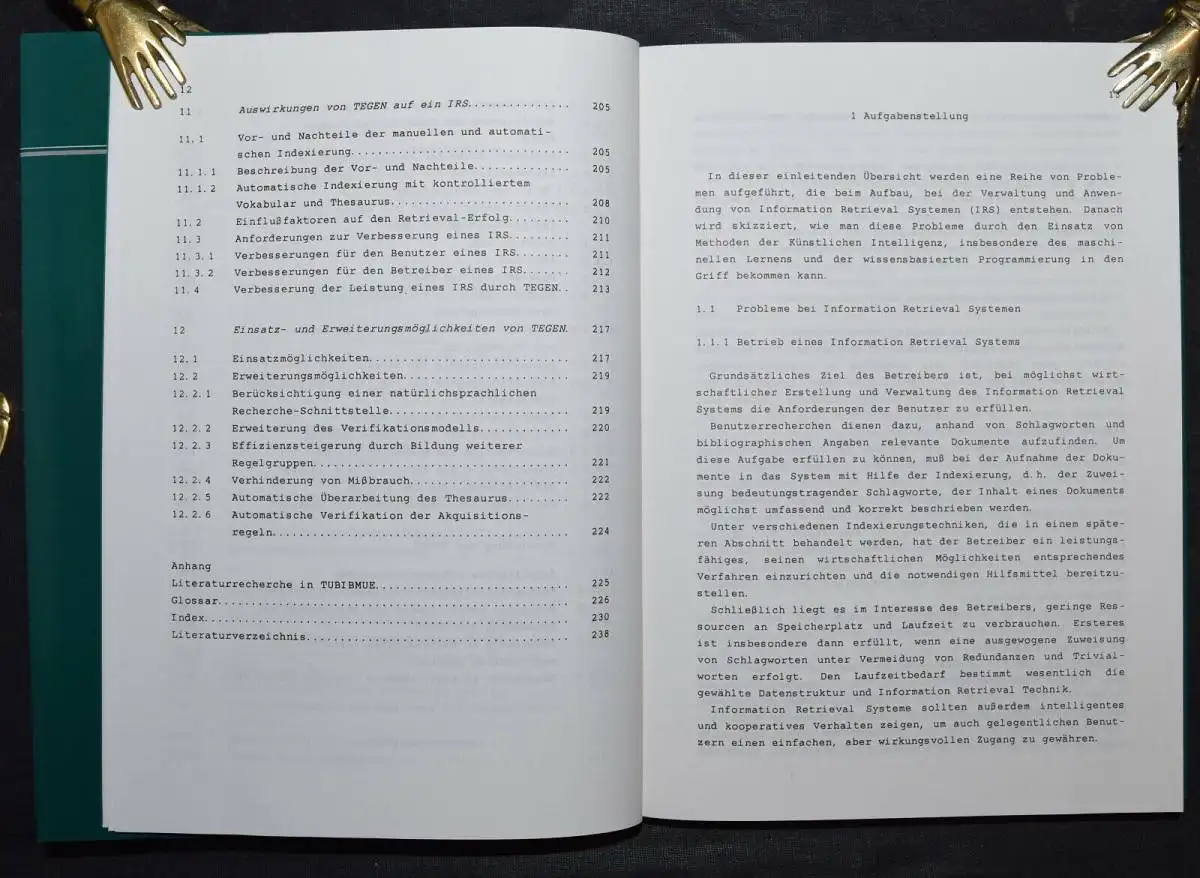 12
11 Auswirkungen von TEGEN auf ein IRS............... 205
11.1 Vor- und Nachteile der manuellen und automati-
schen Indexierung................................ 205
11.1.1 Beschreibung der Vor- und Nachteile.............. 205
11.1.2 Automatische Indexierung mit kontrolliertem
Vokabular und Thesaurus.......................... 208
11.2 Einflußfaktoren auf den Retrieval-Erfolg......... 210
11.3 Anforderungen zur Verbesserung eines IRS......... 211
11.3.1 Verbesserungen für den Benutzer eines IRS........ 211
11.3.2 Verbesserungen für den Betreiber eines IRS....... 212
11.4 Verbesserung der Leistung eines IRS durch TEGEN.. 213
12 Einsatz- und Erweiterungsmöglichkeiten von TEGEN. 217
12.1 Einsatzmöglichkeiten............................. 217
12.2 Erweiterungsmöglichkeiten........................ 219
12.2.1 Berücksichtigung einer natürlichsprachlichen
Recherche-Schnittstelle.......................... 219
12.2.2 Erweiterung des Verifikationsmodells............. 220
12.2.3 Effizienzsteigerung durch Bildung weiterer
Regelgruppen..................................... 221
12.2.4 Verhinderung von Mißbrauch....................... 222
12.2.5 Automatische Überarbeitung des Thesaurus......... 222
12.2.6 Automatische Verifikation der Akquisitions-
regeln........................................... 224
Anhang
Literaturrecherche in TUBIBMUE............................ 225
Glossar................................................... 226
Index..................................................... 230
Literaturverzeichnis...................................... 238
1 Aufgabenstellung
In dieser einleitenden Übersicht werden eine Reihe von Proble-
men aufgeführt, die beim Aufbau, bei der Verwaltung und Anwen-
dung von Information Retrieval Systemen (IRS) entstehen. Danach
wird skizziert, wie man diese Probleme durch den Einsatz von
Methoden der Künstlichen Intelligenz, insbesondere des maschi-
nellen Lernens und der wissensbasierten Programmierung in den
Griff bekommen kann.
1.1 Probleme bei Information Retrieval Systemen
1.1.1 Betrieb eines Information Retrieval Systems
Grundsätzliches Ziel des Betreibers ist, bei möglichst wirt-
schaftlicher Erstellung und Verwaltung des Information Retrieval
Systems die Anforderungen der Benutzer zu erfüllen.
Benutzerrecherchen dienen dazu, anhand von Schlagworten und
bibliographischen Angaben relevante Dokumente aufzufinden. Um
diese Aufgabe erfüllen zu können, muß bei der Aufnahme der Doku-
mente in das System mit Hilfe der Indexierung, d.h. der Zuwei-
sung bedeutungstragender Schlagworte, der Inhalt eines Dokuments
möglichst umfassend und korrekt beschrieben werden.
Unter verschiedenen Indexierungstechniken, die in einem späte-
ren Abschnitt behandelt werden, hat der Betreiber ein leistungs-
fähiges, seinen wirtschaftlichen Möglichkeiten entsprechendes
Verfahren einzurichten und die notwendigen Hilfsmittel bereitzu-
stellen.
Schließlich liegt es im Interesse des Betreibers, geringe Res-
sourcen an Speicherplatz und Laufzeit zu verbrauchen. Ersteres
ist insbesondere dann erfüllt, wenn eine ausgewogene Zuweisung
von Schlagworten unter Vermeidung von Redundanzen und Trivial-
worten erfolgt. Den Laufzeitbedarf bestimmt wesentlich die
gewählte Datenstruktur und Information Retrieval Technik.
Information Retrieval Systeme sollten außerdem intelligentes
und kooperatives Verhalten zeigen, um auch gelegentlichen Benut-
zern einen einfachen, aber wirkungsvollen Zugang zu gewähren.